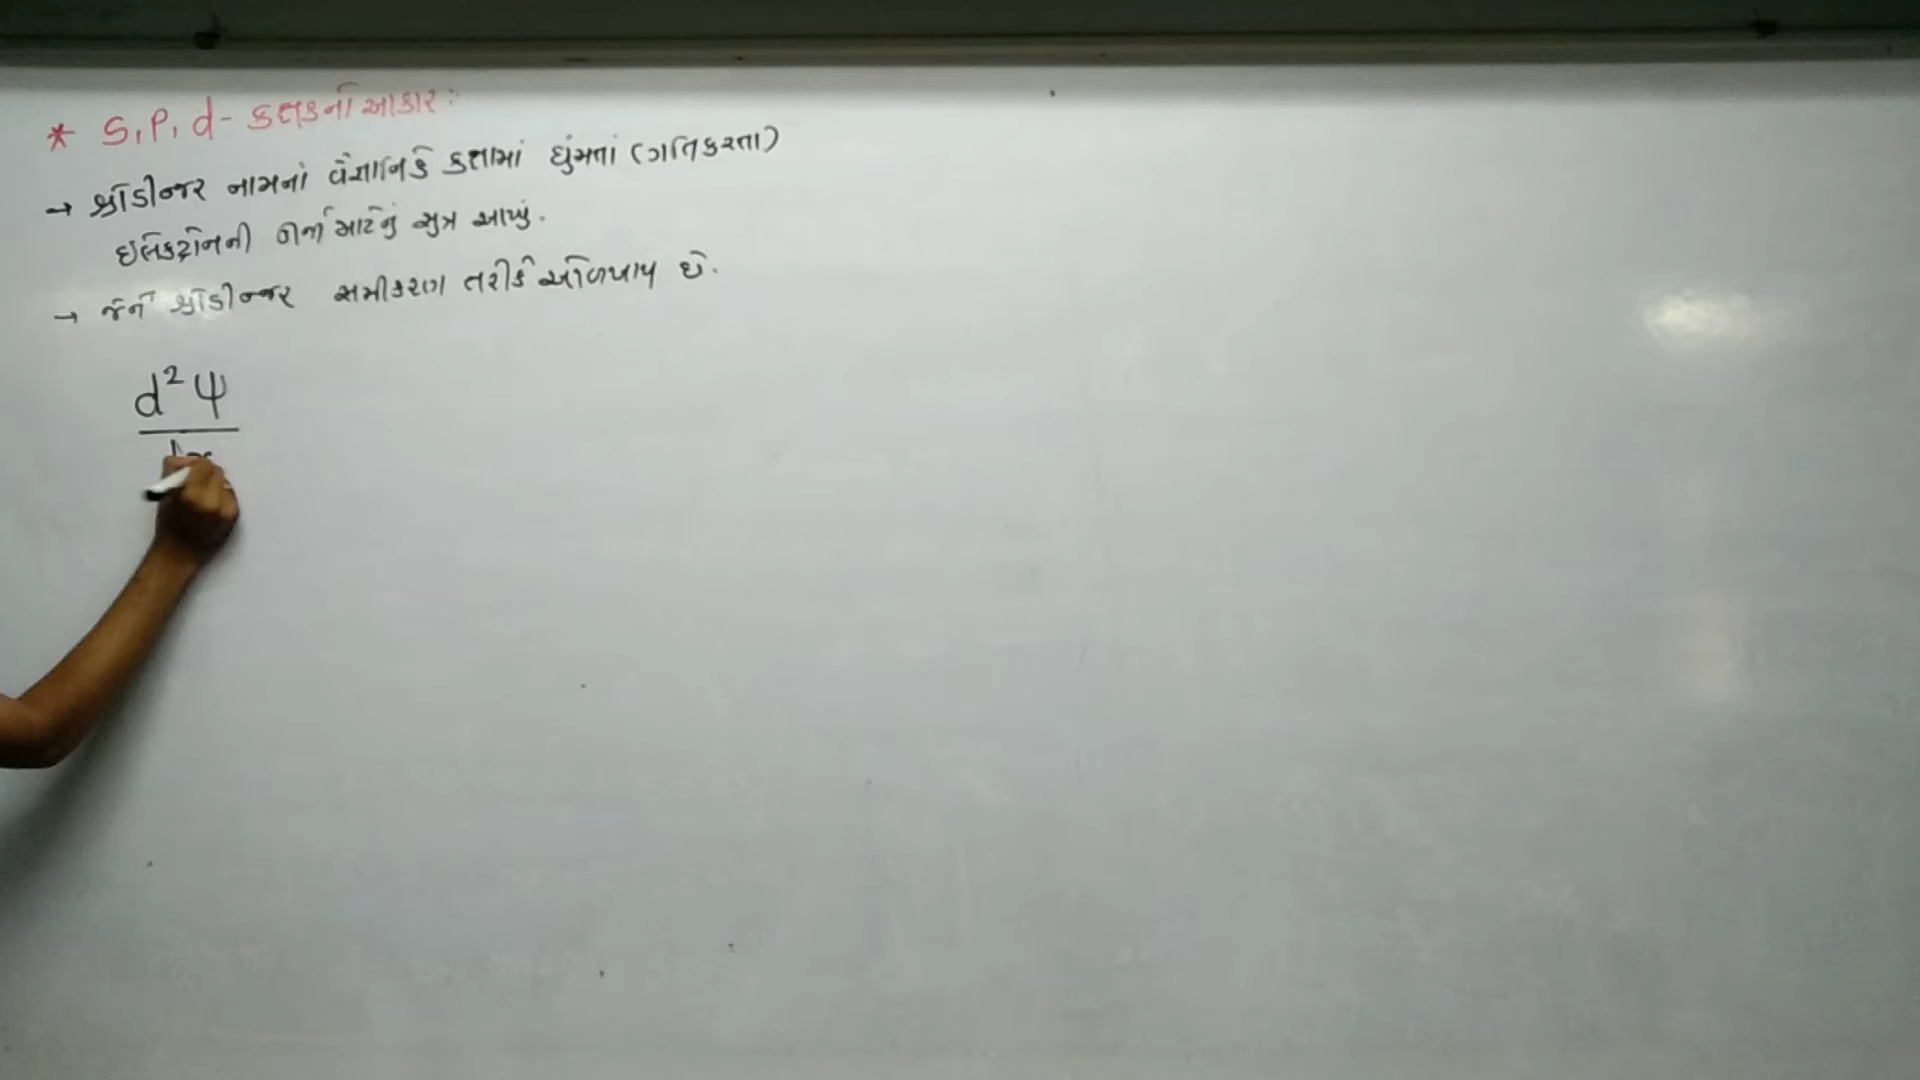 * S, P, d - કક્ષકની આકાર :
→ શ્રોડીન્જર નામનાં વૈજ્ઞાનિકે કક્ષામાં ઘુંમતાં (ગતિકરતા)
ઇલેકટ્રોનની ઊર્જા માટેનું સુત્ર આપ્યું.
→ જેને શ્રોડીન્જર સમીકરણ તરીકે ઓળખાય છે.
d²Ψ